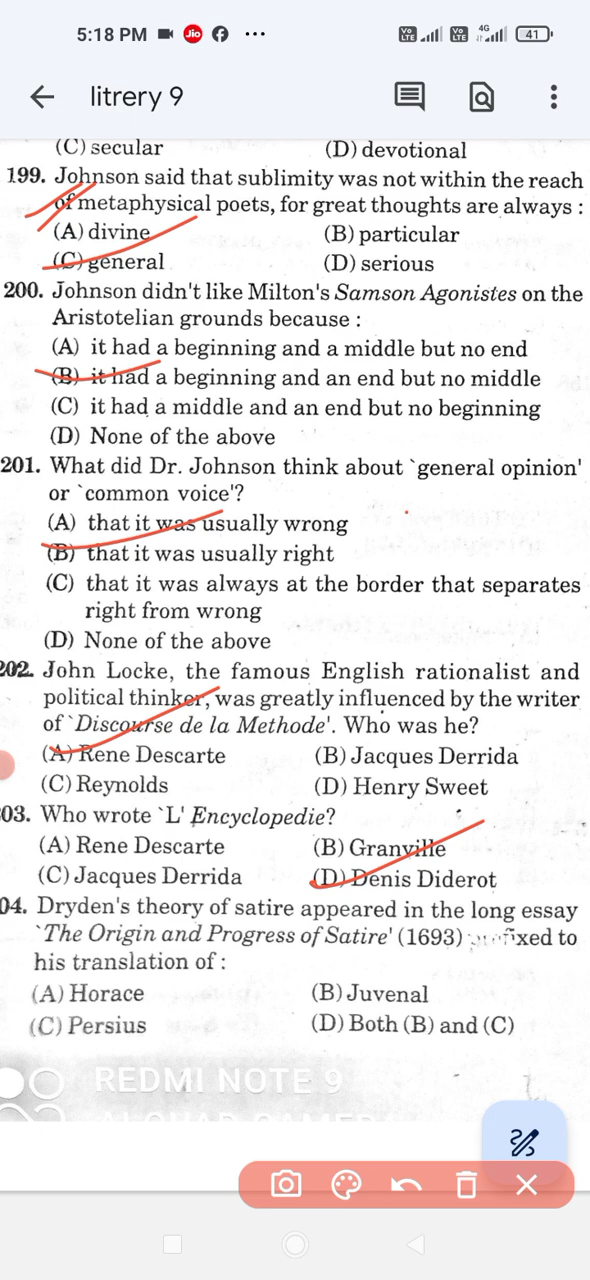 5:18 PM Jio ... Vo LTE Vo LTE 4G 41
litrery 9
(C) secular (D) devotional
199. Johnson said that sublimity was not within the reach
of metaphysical poets, for great thoughts are always :
(A) divine (B) particular
(C) general (D) serious
200. Johnson didn't like Milton's Samson Agonistes on the
Aristotelian grounds because :
(A) it had a beginning and a middle but no end
(B) it had a beginning and an end but no middle
(C) it had a middle and an end but no beginning
(D) None of the above
201. What did Dr. Johnson think about `general opinion'
or `common voice'?
(A) that it was usually wrong
(B) that it was usually right
(C) that it was always at the border that separates
right from wrong
(D) None of the above
202. John Locke, the famous English rationalist and
political thinker, was greatly influenced by the writer
of `Discourse de la Methode'. Who was he?
(A) Rene Descarte (B) Jacques Derrida
(C) Reynolds (D) Henry Sweet
03. Who wrote `L' Encyclopedie?
(A) Rene Descarte (B) Granville
(C) Jacques Derrida (D) Denis Diderot
04. Dryden's theory of satire appeared in the long essay
`The Origin and Progress of Satire' (1693) to
his translation of :
(A) Horace (B) Juvenal
(C) Persius (D) Both (B) and (C)
REDMI NOTE 9